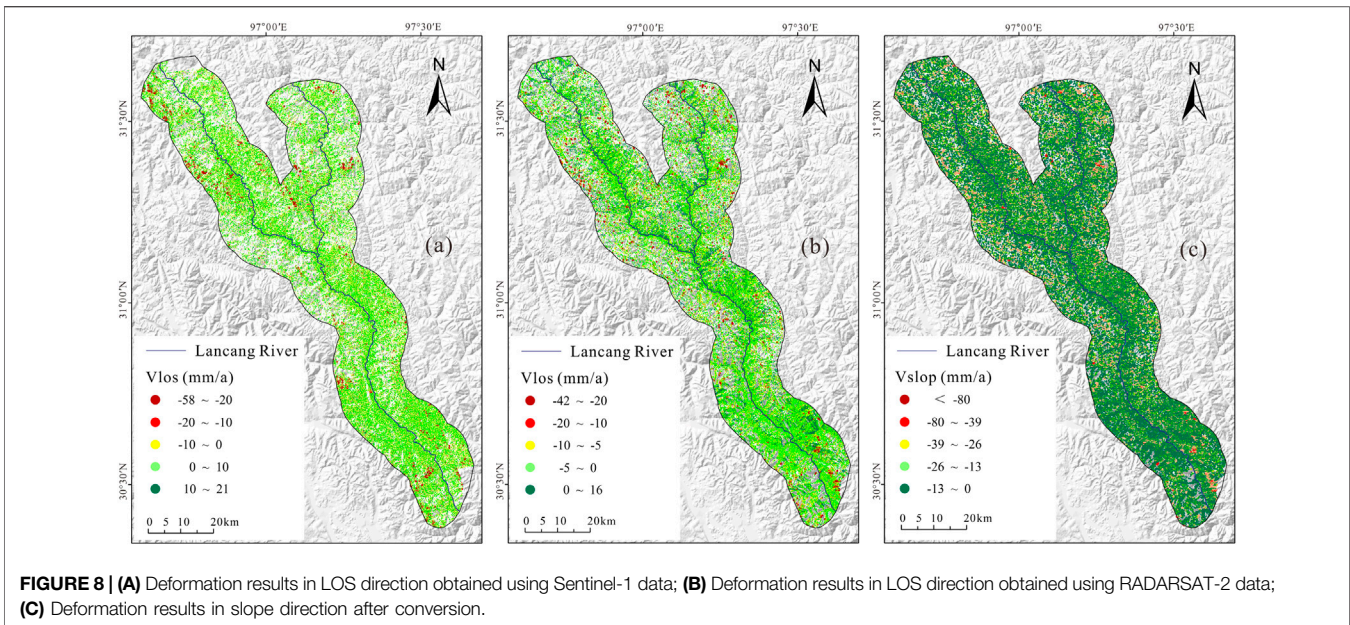 97°00'E
97°30'E
N
31°30'N
31°00'N
30°30'N
(a)
Lancang River
Vlos (mm/a)
-58 ~ -20
-20 ~ -10
-10 ~ 0
0 ~ 10
10 ~ 21
0 5 10 20km
97°00'E
97°30'E
N
31°30'N
31°00'N
30°30'N
(b)
Lancang River
Vlos (mm/a)
-42 ~ -20
-20 ~ -10
-10 ~ -5
-5 ~ 0
0 ~ 16
0 5 10 20km
97°00'E
97°30'E
N
31°30'N
31°00'N
30°30'N
(c)
Lancang River
Vslop (mm/a)
< -80
-80 ~ -39
-39 ~ -26
-26 ~ -13
-13 ~ 0
0 5 10 20km
FIGURE 8 | (A) Deformation results in LOS direction obtained using Sentinel-1 data; (B) Deformation results in LOS direction obtained using RADARSAT-2 data;
(C) Deformation results in slope direction after conversion.